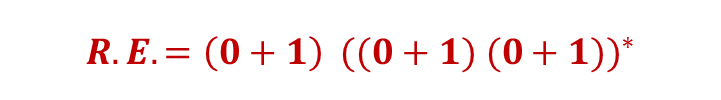 R.E.= (0 + 1) ((0 + 1) (0 + 1))*